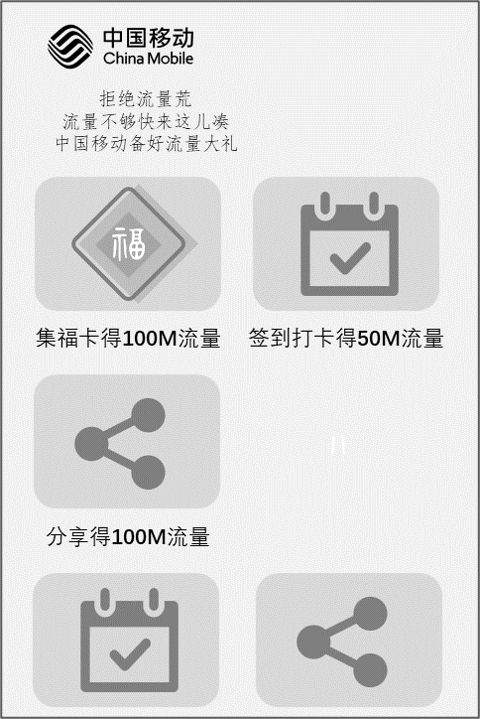 中国移动
China Mobile
拒绝流量荒
流量不够快来这儿凑
中国移动备好流量大礼
福
集福卡得100M流量
签到打卡得50M流量
分享得100M流量